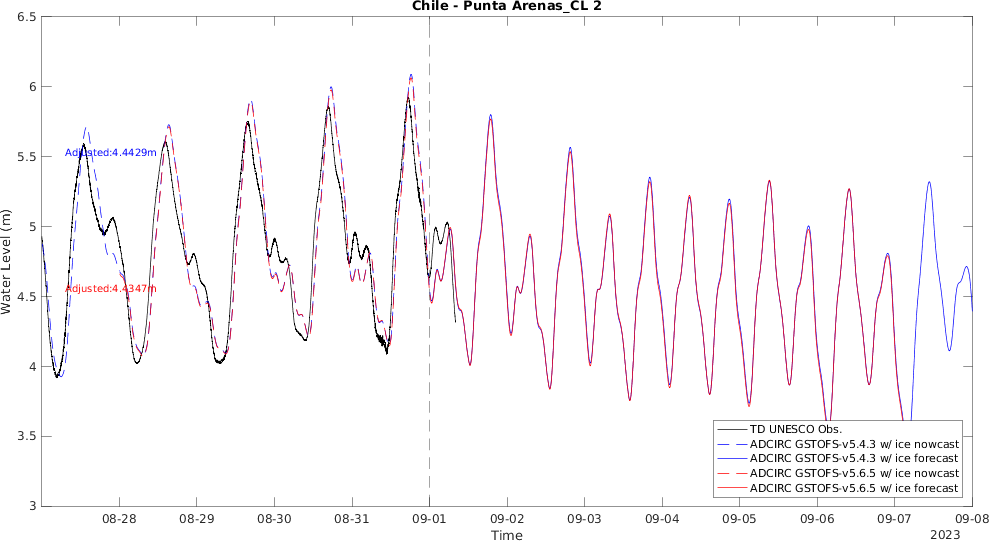 Chile - Punta Arenas_CL 2
6.5
6
5.5
5
4.5
4
3.5
3
Water Level (m)
Adjusted:4.4429m
Adjusted:4.4347m
TD UNESCO Obs.
ADCIRC GSTOFS-v5.4.3 w/ ice nowcast
ADCIRC GSTOFS-v5.4.3 w/ ice forecast
ADCIRC GSTOFS-v5.6.5 w/ ice nowcast
ADCIRC GSTOFS-v5.6.5 w/ ice forecast
08-28 08-29 08-30 08-31 09-01 09-02 09-03 09-04 09-05 09-06 09-07 09-08
Time
2023